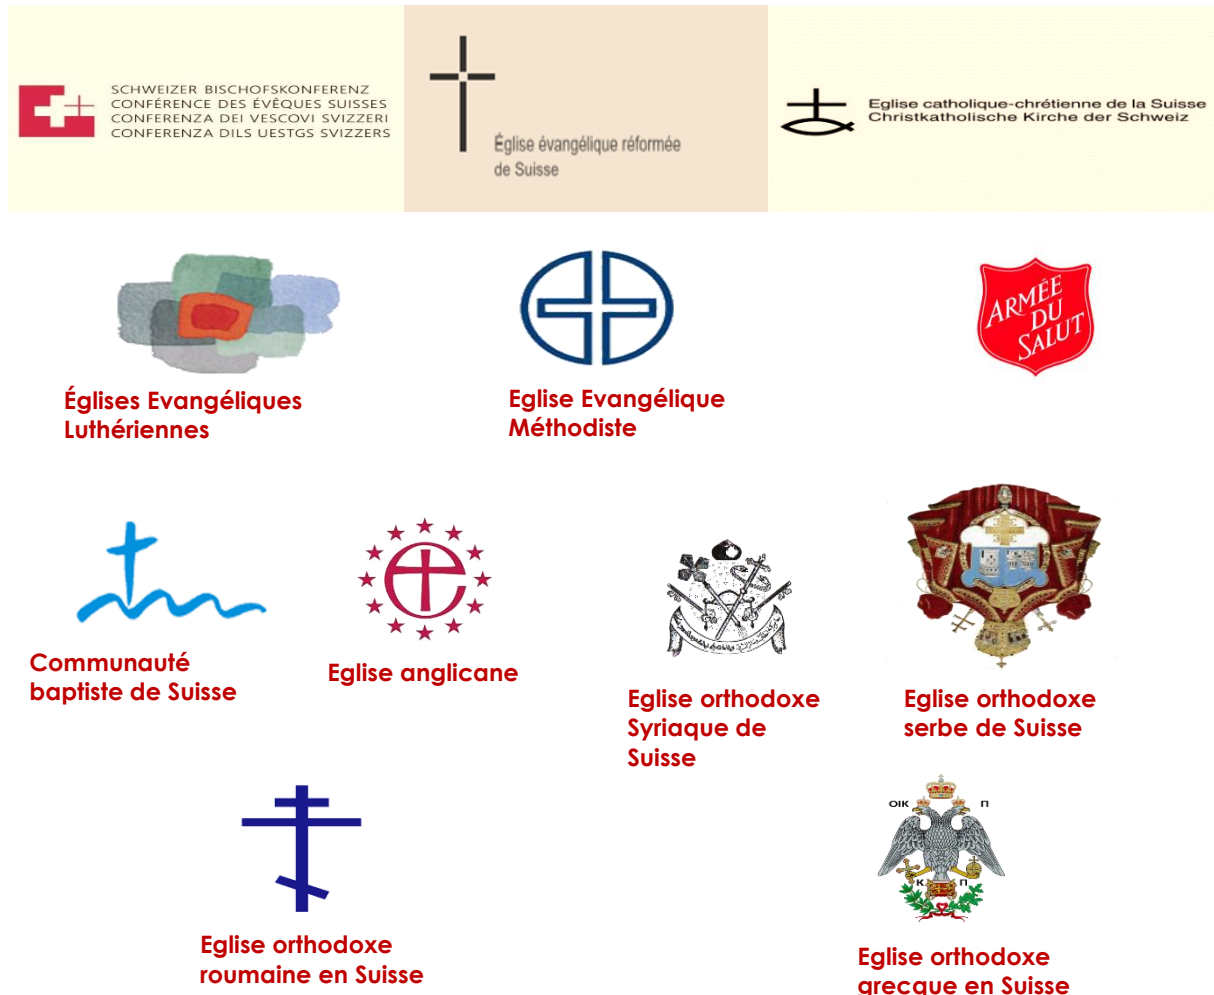 SCHWEIZER BISCHOFSKONFERENZ
CONFÉRENCE DES ÉVÊQUES SUISSES
CONFERENZA DEI VESCOVI SVIZZERI
CONFERENZA DILS UESTGS SVIZZERS
Église évangélique réformée
de Suisse
Eglise catholique-chrétienne de la Suisse
Christkatholische Kirche der Schweiz
Églises Evangéliques
Luthériennes
Eglise Evangélique
Méthodiste
ARMÉE
DU
SALUT
Communauté
baptiste de Suisse
Eglise anglicane
Eglise orthodoxe
Syriaque de
Suisse
Eglise orthodoxe
serbe de Suisse
Eglise orthodoxe
roumaine en Suisse
ΟΙΚ Π
Κ Π
Eglise orthodoxe
grecque en Suisse